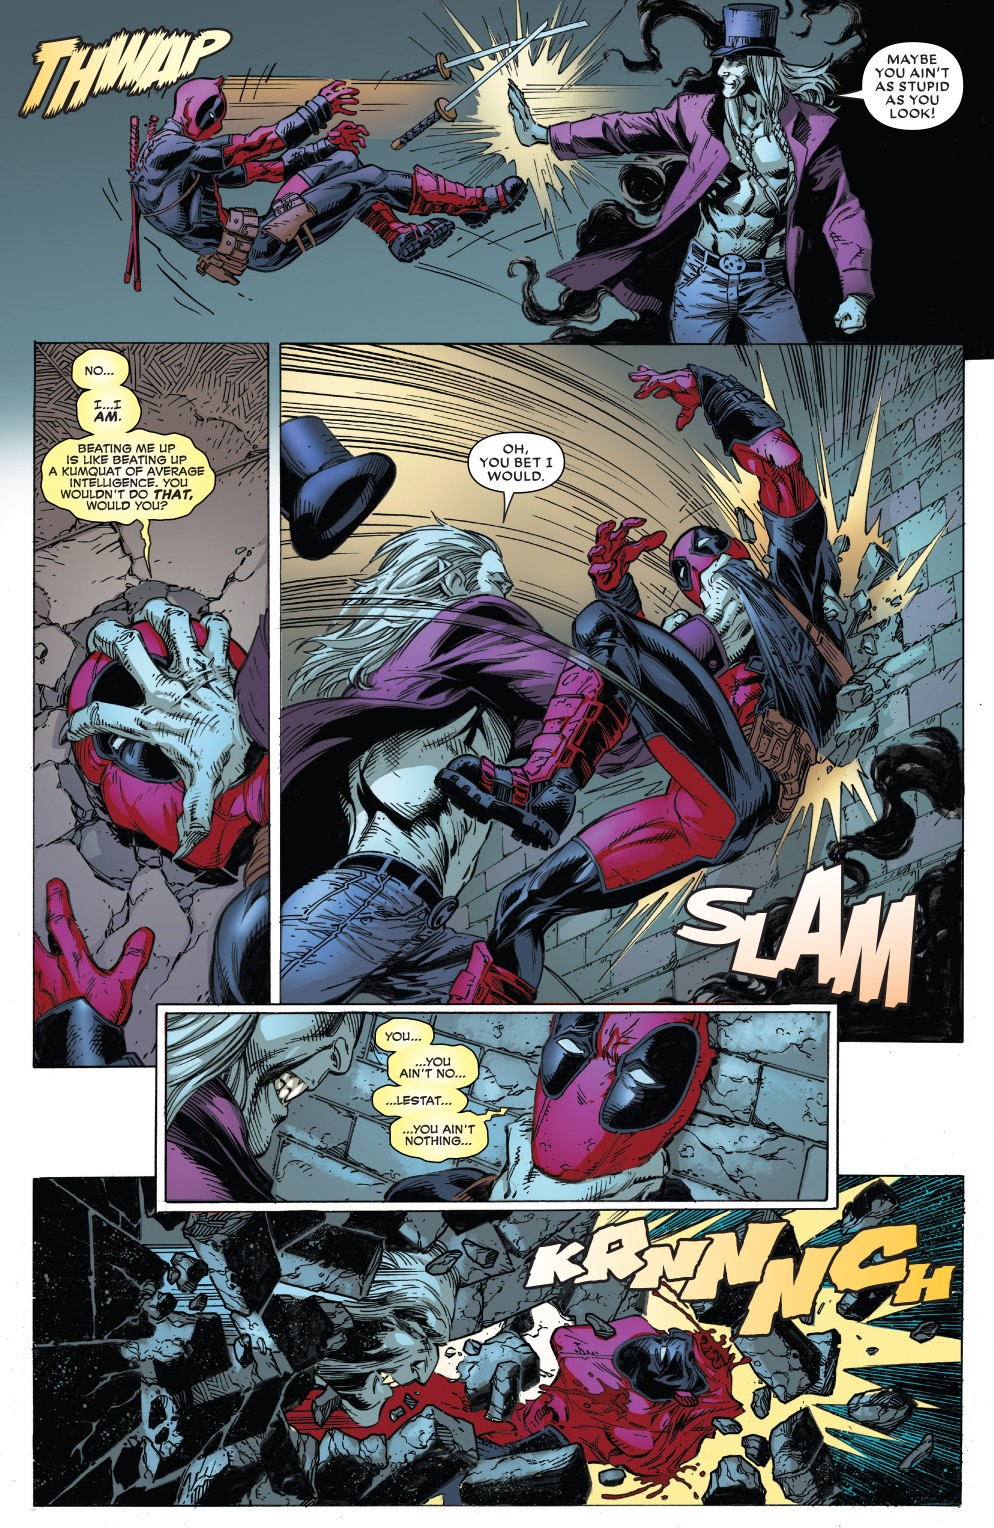 THWAP
MAYBE
YOU AIN'T
AS STUPID
AS YOU
LOOK!
NO...
I...I
AM.
BEATING ME UP
IS LIKE BEATING UP
A KUMQUAT OF AVERAGE
INTELLIGENCE. YOU
WOULDN'T DO THAT,
WOULD YOU?
OH,
YOU BET I
WOULD.
SLAM
YOU...
...YOU
AIN'T NO...
...LESTAT...
...YOU AIN'T
NOTHING...
KRNNNNCH